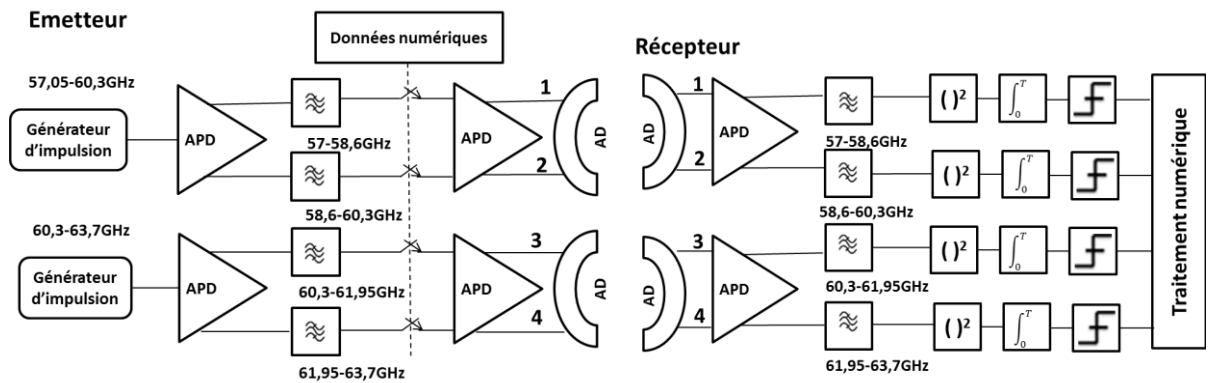 Emetteur
Données numériques
Récepteur
57,05-60,3GHz
Générateur
d'impulsion
APD
57-58,6GHz
58,6-60,3GHz
APD
1
2
AD
AD
1
2
APD
57-58,6GHz
58,6-60,3GHz
( )²
∫₀ᵀ
( )²
∫₀ᵀ
60,3-63,7GHz
Générateur
d'impulsion
APD
60,3-61,95GHz
61,95-63,7GHz
APD
3
4
AD
AD
3
4
APD
60,3-61,95GHz
61,95-63,7GHz
( )²
∫₀ᵀ
( )²
∫₀ᵀ
Traitement numérique